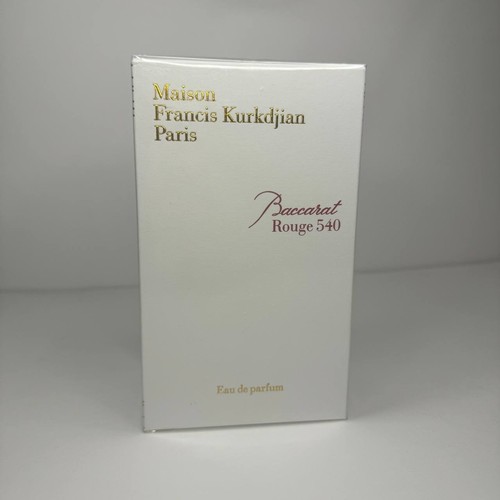 Maison
Francis Kurkdjian
Paris
Baccarat
Rouge 540
Eau de parfum